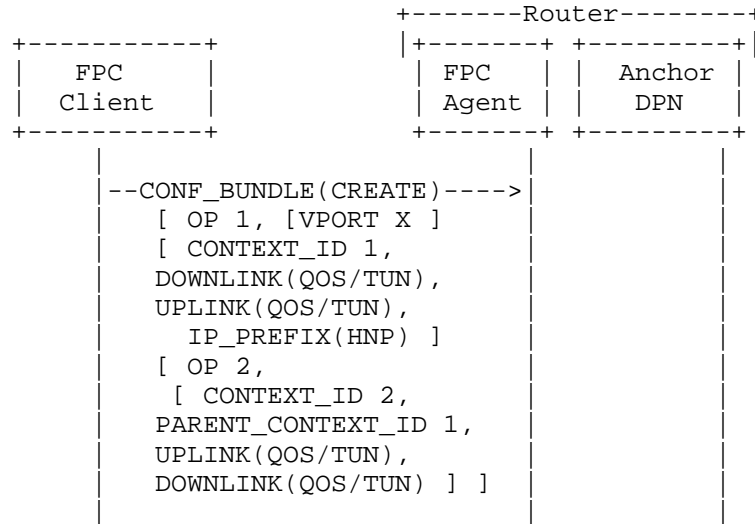 +-------Router--------+
+-----------+                   |+-------+ +---------+|
|    FPC    |                   | FPC   | |  Anchor |
|   Client  |                   | Agent | |   DPN   |
+-----------+                   +-------+ +---------+
      |                                  |            |
      |--CONF_BUNDLE(CREATE)---->|            |
      |   [ OP 1, [VPORT X ]             |            |
      |   [ CONTEXT_ID 1,                |            |
      |   DOWNLINK(QOS/TUN),             |            |
      |   UPLINK(QOS/TUN),               |            |
      |     IP_PREFIX(HNP) ]             |            |
      |   [ OP 2,                        |            |
      |    [ CONTEXT_ID 2,               |            |
      |   PARENT_CONTEXT_ID 1,           |            |
      |   UPLINK(QOS/TUN),               |            |
      |   DOWNLINK(QOS/TUN) ] ]          |            |
      |                                  |            |